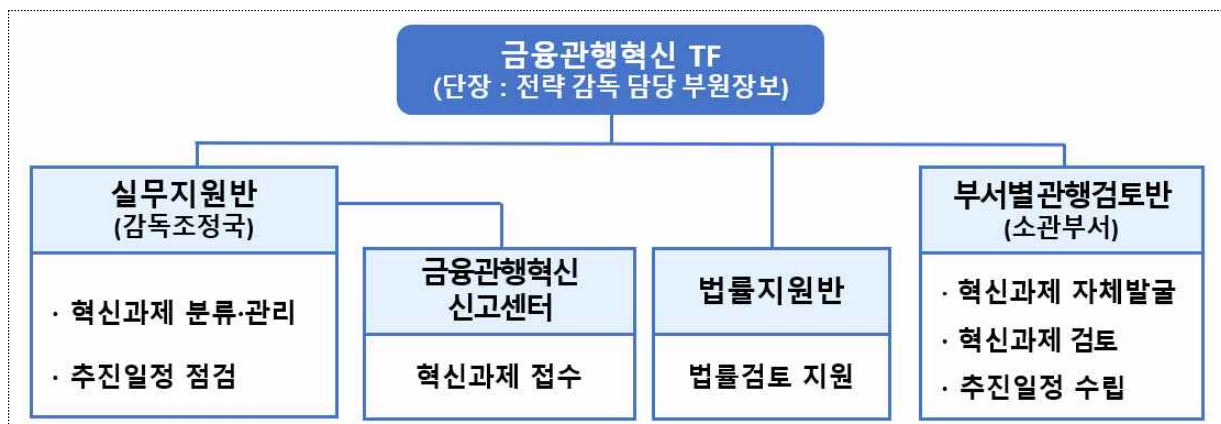 금융관행혁신 TF
(단장 : 전략 감독 담당 부원장보)
실무지원반
(감독조정국)
· 혁신과제 분류·관리
· 추진일정 점검
금융관행혁신
신고센터
혁신과제 접수
법률지원반
법률검토 지원
부서별관행검토반
(소관부서)
· 혁신과제 자체발굴
· 혁신과제 검토
· 추진일정 수립